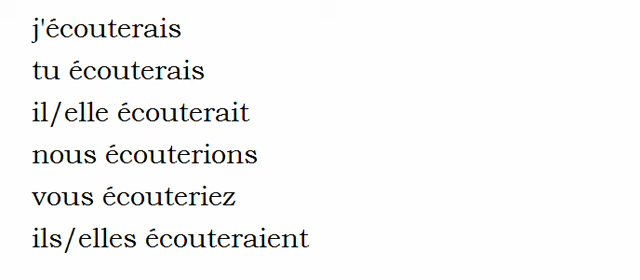 j'écouterais
tu écouterais
il/elle écouterait
nous écouterions
vous écouteriez
ils/elles écouteraient